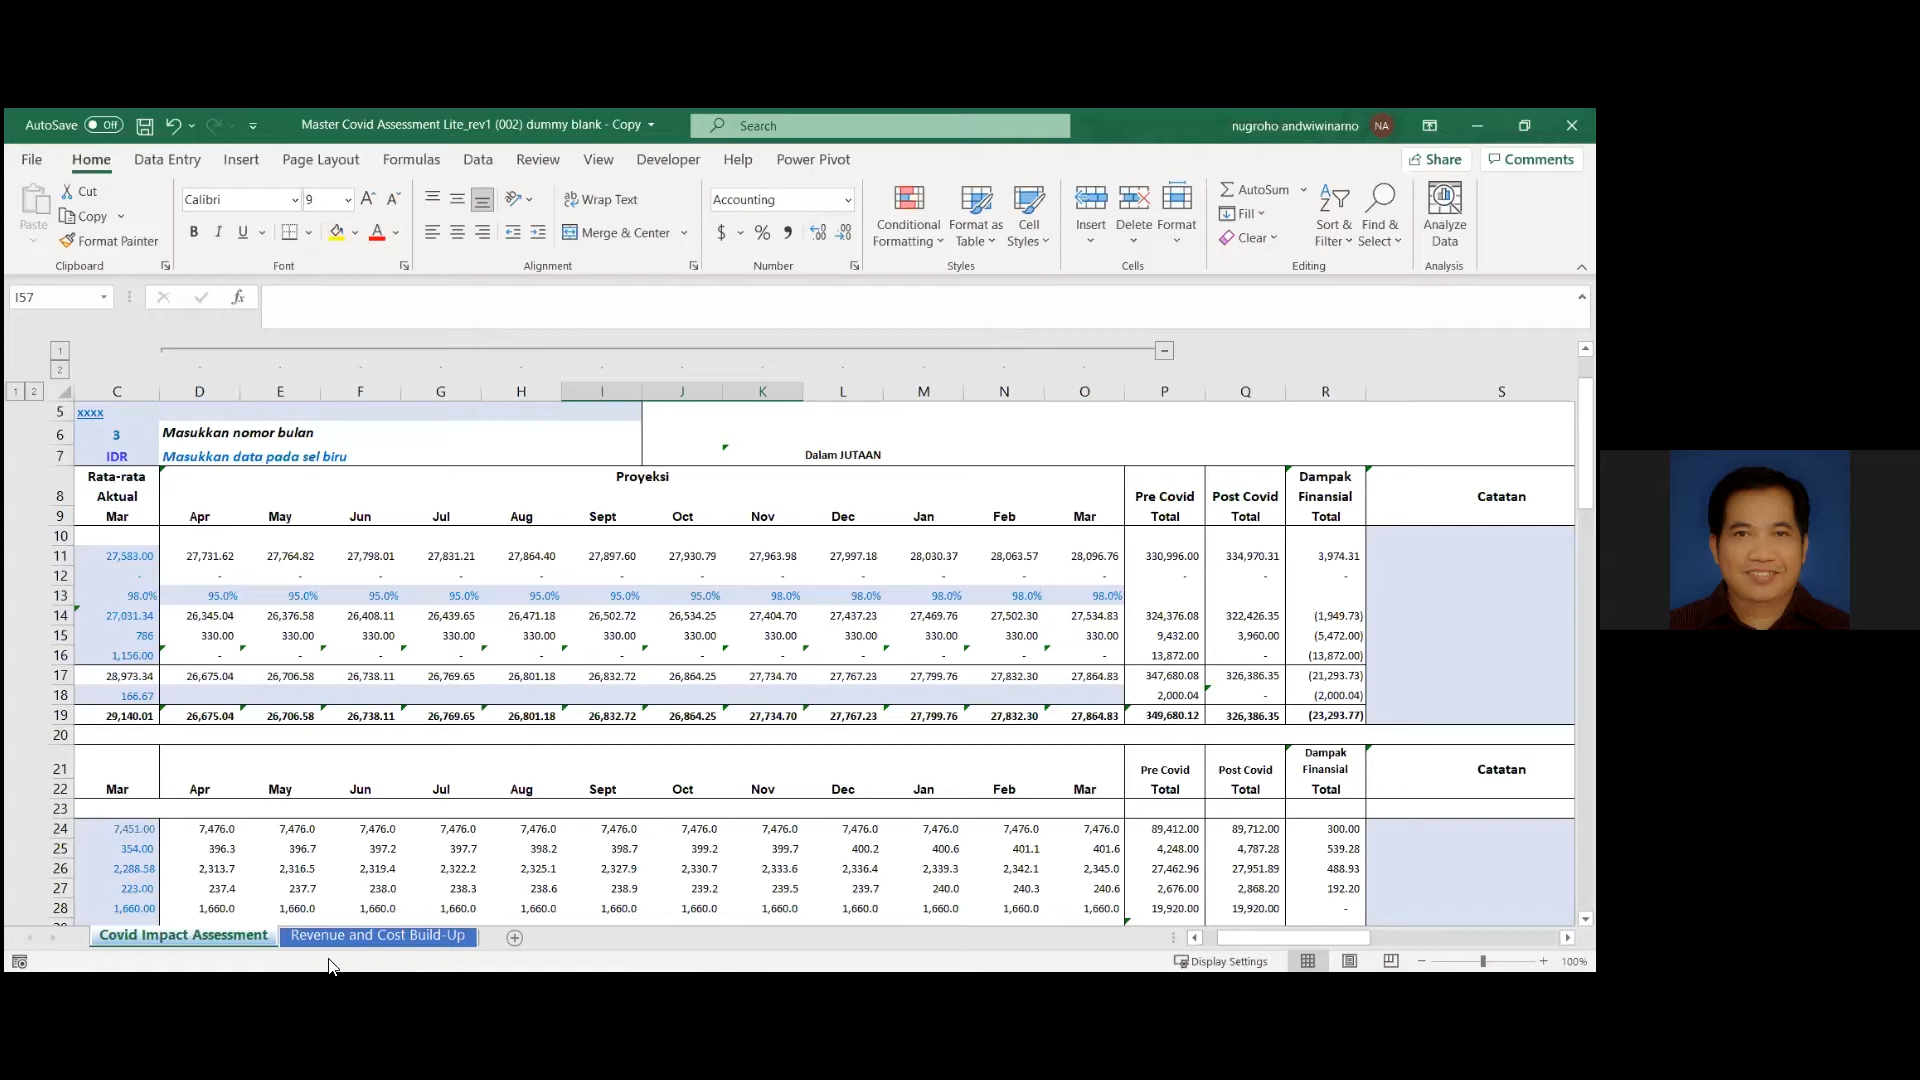 AutoSave Off Master Covid Assessment Lite_rev1 (002) dummy blank - Copy Search nugroho andwiwinarno NA
File Home Data Entry Insert Page Layout Formulas Data Review View Developer Help Power Pivot Share Comments
Paste Cut Copy Format Painter
Calibri 9 B I U A
Wrap Text Merge & Center
Accounting $ %
Conditional Formatting Format as Table Cell Styles
Insert Delete Format
AutoSum Fill Clear Sort & Filter Find & Select
Analyze Data
Clipboard Font Alignment Number Styles Cells Editing Analysis
I57 fx
1
2
1 2 C D E F G H I J K L M N O P Q R S
5 xxxx
6 3 Masukkan nomor bulan
7 IDR Masukkan data pada sel biru Dalam JUTAAN
Rata-rata Proyeksi Dampak
8 Aktual Pre Covid Post Covid Finansial Catatan
9 Mar Apr May Jun Jul Aug Sept Oct Nov Dec Jan Feb Mar Total Total Total
10
11 27,583.00 27,731.62 27,764.82 27,798.01 27,831.21 27,864.40 27,897.60 27,930.79 27,963.98 27,997.18 28,030.37 28,063.57 28,096.76 330,996.00 334,970.31 3,974.31
12 - - - - - - - - - - - - - - - -
13 98.0% 95.0% 95.0% 95.0% 95.0% 95.0% 95.0% 95.0% 98.0% 98.0% 98.0% 98.0% 98.0%
14 27,031.34 26,345.04 26,376.58 26,408.11 26,439.65 26,471.18 26,502.72 26,534.25 27,404.70 27,437.23 27,469.76 27,502.30 27,534.83 324,376.08 322,426.35 (1,949.73)
15 786 330.00 330.00 330.00 330.00 330.00 330.00 330.00 330.00 330.00 330.00 330.00 330.00 9,432.00 3,960.00 (5,472.00)
16 1,156.00 - - - - - - - - - - - - 13,872.00 - (13,872.00)
17 28,973.34 26,675.04 26,706.58 26,738.11 26,769.65 26,801.18 26,832.72 26,864.25 27,734.70 27,767.23 27,799.76 27,832.30 27,864.83 347,680.08 326,386.35 (21,293.73)
18 166.67 2,000.04 - (2,000.04)
19 29,140.01 26,675.04 26,706.58 26,738.11 26,769.65 26,801.18 26,832.72 26,864.25 27,734.70 27,767.23 27,799.76 27,832.30 27,864.83 349,680.12 326,386.35 (23,293.77)
20
Dampak
21 Pre Covid Post Covid Finansial Catatan
22 Mar Apr May Jun Jul Aug Sept Oct Nov Dec Jan Feb Mar Total Total Total
23
24 7,451.00 7,476.0 7,476.0 7,476.0 7,476.0 7,476.0 7,476.0 7,476.0 7,476.0 7,476.0 7,476.0 7,476.0 7,476.0 89,412.00 89,712.00 300.00
25 354.00 396.3 396.7 397.2 397.7 398.2 398.7 399.2 399.7 400.2 400.6 401.1 401.6 4,248.00 4,787.28 539.28
26 2,288.58 2,313.7 2,316.5 2,319.4 2,322.2 2,325.1 2,327.9 2,330.7 2,333.6 2,336.4 2,339.3 2,342.1 2,345.0 27,462.96 27,951.89 488.93
27 223.00 237.4 237.7 238.0 238.3 238.6 238.9 239.2 239.5 239.7 240.0 240.3 240.6 2,676.00 2,868.20 192.20
28 1,660.00 1,660.0 1,660.0 1,660.0 1,660.0 1,660.0 1,660.0 1,660.0 1,660.0 1,660.0 1,660.0 1,660.0 1,660.0 19,920.00 19,920.00 -
Covid Impact Assessment Revenue and Cost Build-Up
Display Settings 100%